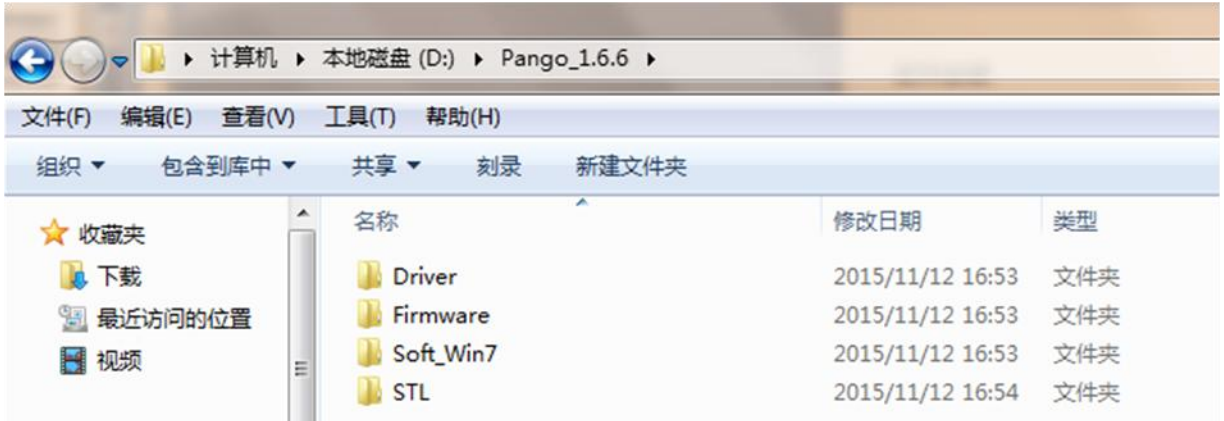 计算机 本地磁盘 (D:) Pango_1.6.6
文件(F) 编辑(E) 查看(V) 工具(T) 帮助(H)
组织 包含到库中 共享 刻录 新建文件夹
收藏夹
下载
最近访问的位置
视频
名称 修改日期 类型
Driver 2015/11/12 16:53 文件夹
Firmware 2015/11/12 16:53 文件夹
Soft_Win7 2015/11/12 16:53 文件夹
STL 2015/11/12 16:54 文件夹